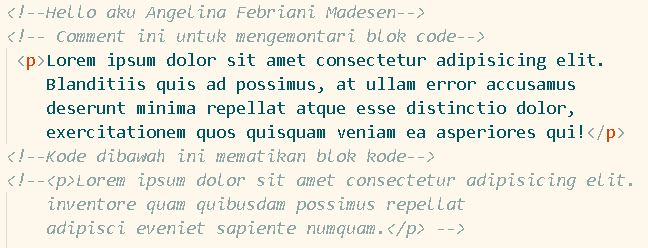 <!--Hello aku Angelina Febriani Madesen-->
<!-- Comment ini untuk mengemontari blok code-->
<p>Lorem ipsum dolor sit amet consectetur adipisicing elit.
Blanditiis quis ad possimus, at ullam error accusamus
deserunt minima repellat atque esse distinctio dolor,
exercitationem quos quisquam veniam ea asperiores qui!</p>
<!--Kode dibawah ini mematikan blok kode-->
<!--<p>Lorem ipsum dolor sit amet consectetur adipisicing elit.
inventore quam quibusdam possimus repellat
adipisci eveniet sapiente numquam.</p> -->